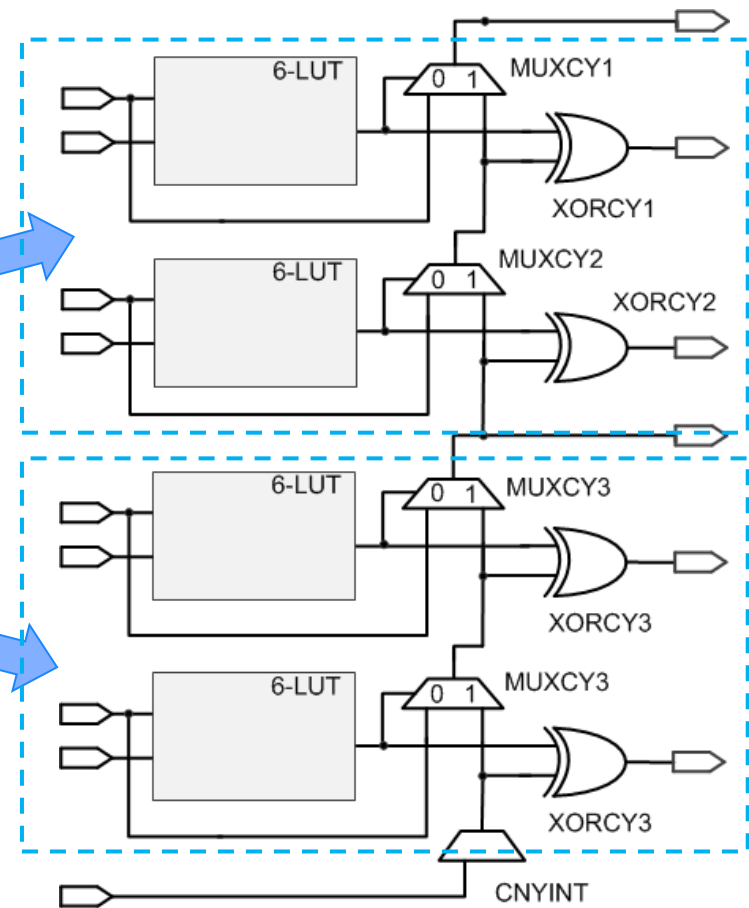 6-LUT
0 1
MUXCY1
XORCY1
6-LUT
0 1
MUXCY2
XORCY2
6-LUT
0 1
MUXCY3
XORCY3
6-LUT
0 1
MUXCY3
XORCY3
CNYINT